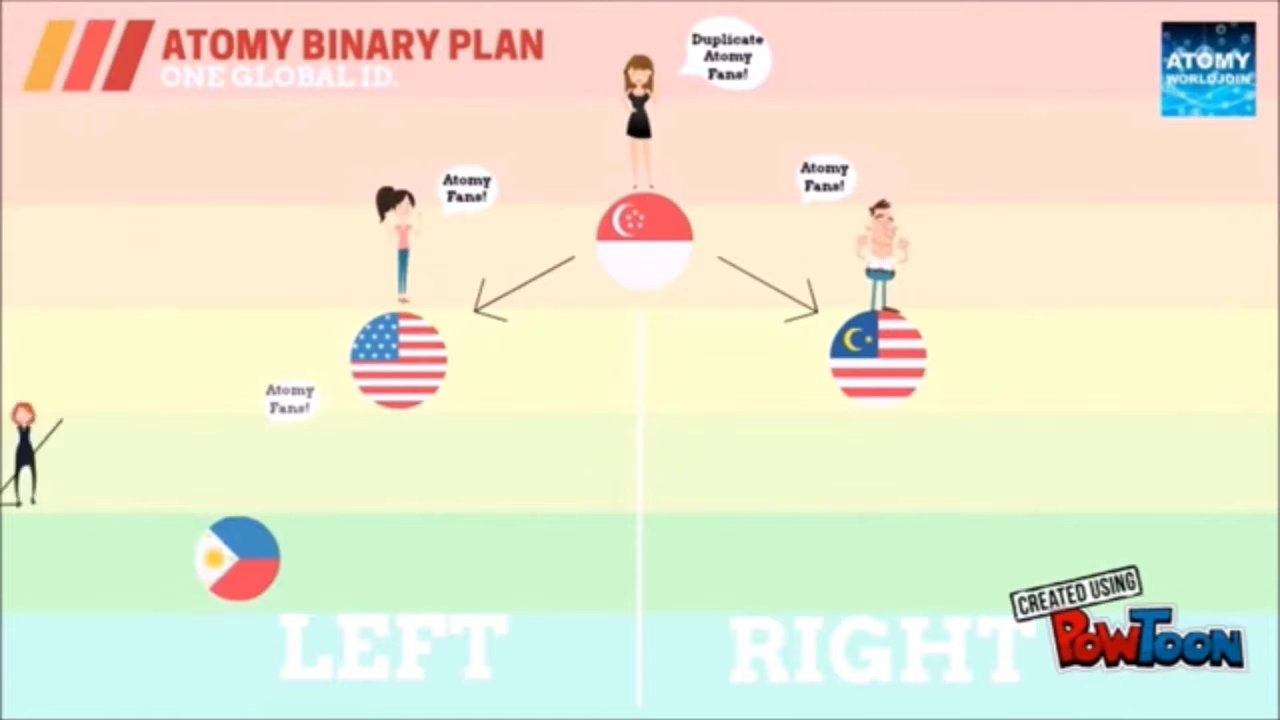 ATOMY BINARY PLAN
ONE GLOBAL ID.
Duplicate
Atomy
Fans!
ATOMY
WORLDJOIN
Atomy
Fans!
Atomy
Fans!
Atomy
Fans!
LEFT
RIGHT
CREATED USING
POWTOON